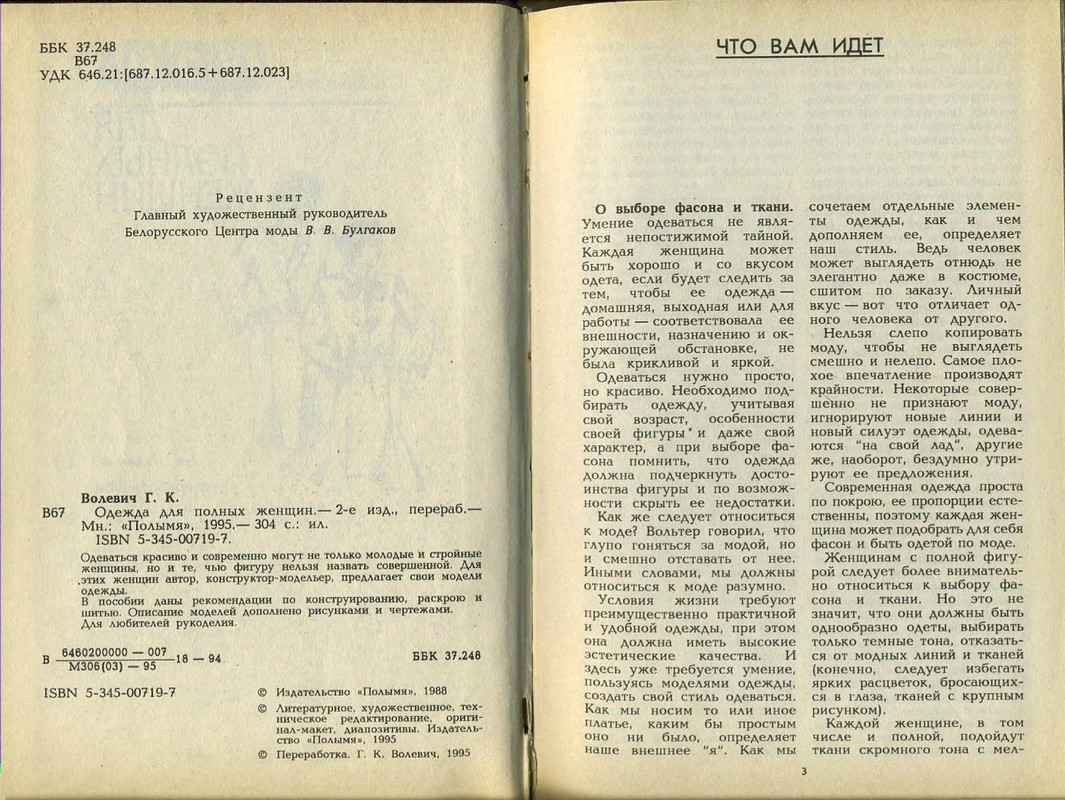 ББК 37.248
В67
УДК 646.21:[687.12.016.5+687.12.023]
Рецензент
Главный художественный руководитель
Белорусского Центра моды В. В. Булгаков
Волевич Г. К.
В67 Одежда для полных женщин.— 2-е изд., перераб.—
Мн.: «Полымя», 1995.— 304 с.: ил.
ISBN 5-345-00719-7.
Одеваться красиво и современно могут не только молодые и стройные
женщины, но и те, чью фигуру нельзя назвать совершенной. Для
этих женщин автор, конструктор-модельер, предлагает свои модели
одежды.
В пособии даны рекомендации по конструированию, раскрою и
шитью. Описание моделей дополнено рисунками и чертежами.
Для любителей рукоделия.
6460200000 — 007
В 18 — 94
М306(03) — 95
ББК 37.248
ISBN 5-345-00719-7
© Издательство «Полымя», 1988
© Литературное, художественное, тех-
ническое редактирование, ориги-
нал-макет, диапозитивы. Издатель-
ство «Полымя», 1995
© Переработка. Г. К. Волевич, 1995
ЧТО ВАМ ИДЕТ
О выборе фасона и ткани.
Умение одеваться не явля-
ется непостижимой тайной.
Каждая женщина может
быть хорошо и со вкусом
одета, если будет следить за
тем, чтобы ее одежда —
домашняя, выходная или для
работы — соответствовала ее
внешности, назначению и ок-
ружающей обстановке, не
была крикливой и яркой.
Одеваться нужно просто,
но красиво. Необходимо под-
бирать одежду, учитывая
свой возраст, особенности
своей фигуры и даже свой
характер, а при выборе фа-
сона помнить, что одежда
должна подчеркнуть досто-
инства фигуры и по возмож-
ности скрыть ее недостатки.
Как же следует относиться
к моде? Вольтер говорил, что
глупо гоняться за модой, но
и смешно отставать от нее.
Иными словами, мы должны
относиться к моде разумно.
Условия жизни требуют
преимущественно практичной
и удобной одежды, при этом
она должна иметь высокие
эстетические качества. И
здесь уже требуется умение,
пользуясь моделями одежды,
создать свой стиль одеваться.
Как мы носим то или иное
платье, каким бы простым
оно ни было, определяет
наше внешнее "я". Как мы
сочетаем отдельные элемен-
ты одежды, как и чем
дополняем ее, определяет
наш стиль. Ведь человек
может выглядеть отнюдь не
элегантно даже в костюме,
сшитом по заказу. Личный
вкус — вот что отличает од-
ного человека от другого.
Нельзя слепо копировать
моду, чтобы не выглядеть
смешно и нелепо. Самое пло-
хое впечатление производят
крайности. Некоторые совер-
шенно не признают моду,
игнорируют новые линии и
новый силуэт одежды, одева-
ются "на свой лад", другие
же, наоборот, бездумно утри-
руют ее предложения.
Современная одежда проста
по покрою, ее пропорции есте-
ственны, поэтому каждая жен-
щина может подобрать для себя
фасон и быть одетой по моде.
Женщинам с полной фигу-
рой следует более вниматель-
но относиться к выбору фа-
сона и ткани. Но это не
значит, что они должны быть
однообразно одеты, выбирать
только темные тона, отказать-
ся от модных линий и тканей
(конечно, следует избегать
ярких расцветок, бросающих-
ся в глаза, тканей с крупным
рисунком).
Каждой женщине, в том
числе и полной, подойдут
ткани скромного тона с мел-
3